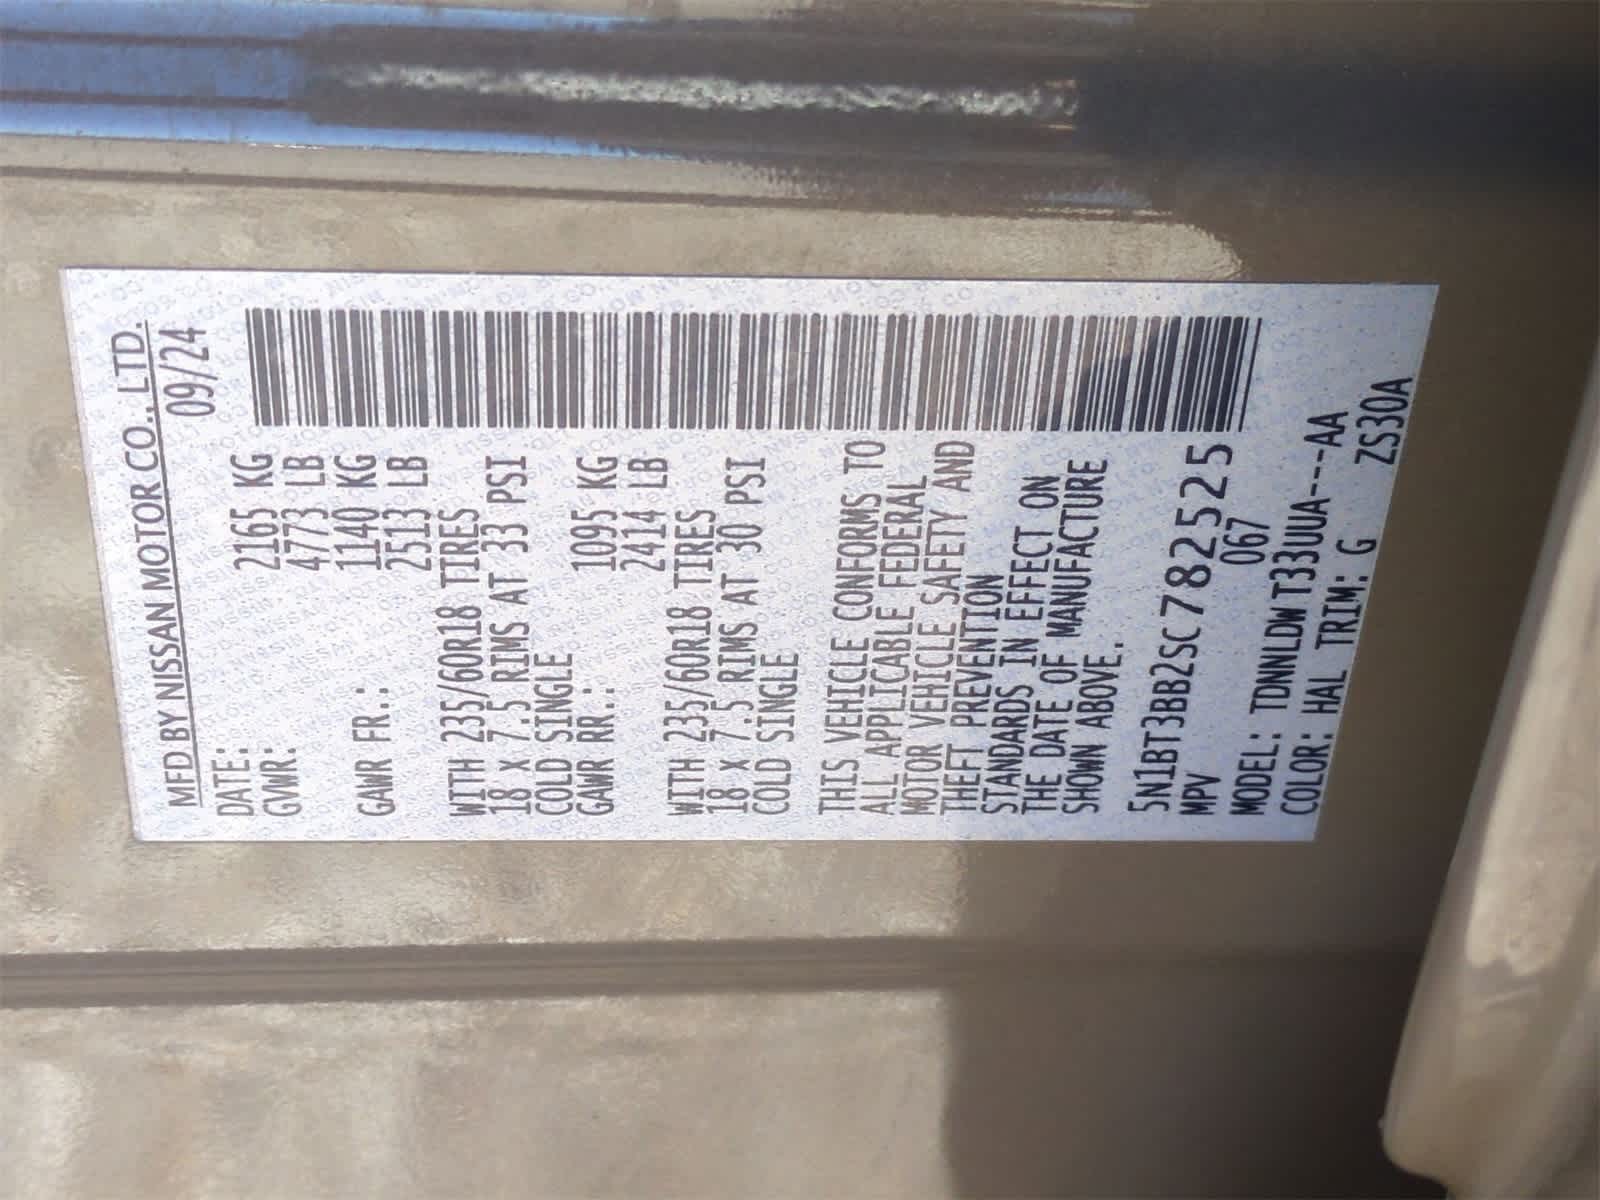 MFD BY NISSAN MOTOR CO., LTD.
DATE: 09/24
GVWR: 2165 KG
4773 LB
GAWR FR.: 1140 KG
2513 LB
WITH 235/60R18 TIRES
18 x 7.5 RIMS AT 33 PSI
COLD SINGLE
GAWR RR.: 1095 KG
2414 LB
WITH 235/60R18 TIRES
18 x 7.5 RIMS AT 30 PSI
COLD SINGLE
THIS VEHICLE CONFORMS TO
ALL APPLICABLE FEDERAL
MOTOR VEHICLE SAFETY AND
THEFT PREVENTION
STANDARDS IN EFFECT ON
THE DATE OF MANUFACTURE
SHOWN ABOVE.
5N1BT3BB2SC782525
MPV 067
MODEL: TDNNLDW T33UUA---AA
COLOR: HAL TRIM: G ZS30A